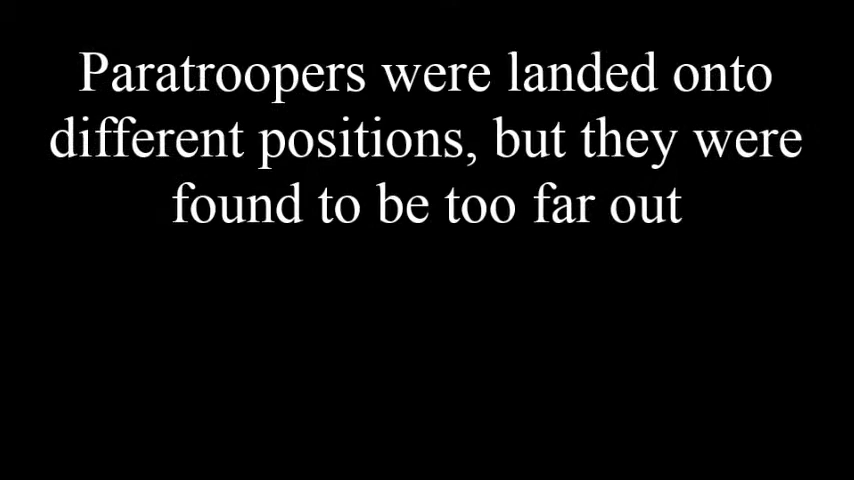 Paratroopers were landed onto
different positions, but they were
found to be too far out